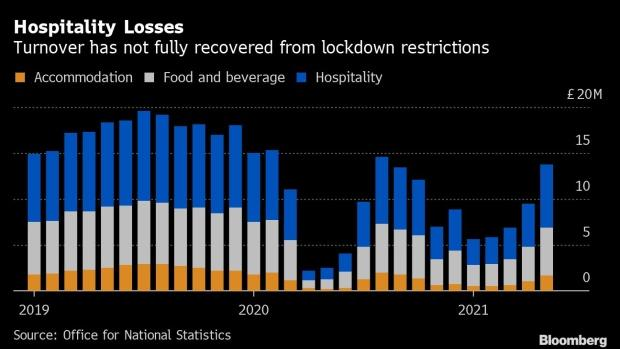 Hospitality Losses
Turnover has not fully recovered from lockdown restrictions
Accommodation Food and beverage Hospitality
£20M
15
10
5
0
2019 2020 2021
Source: Office for National Statistics
Bloomberg